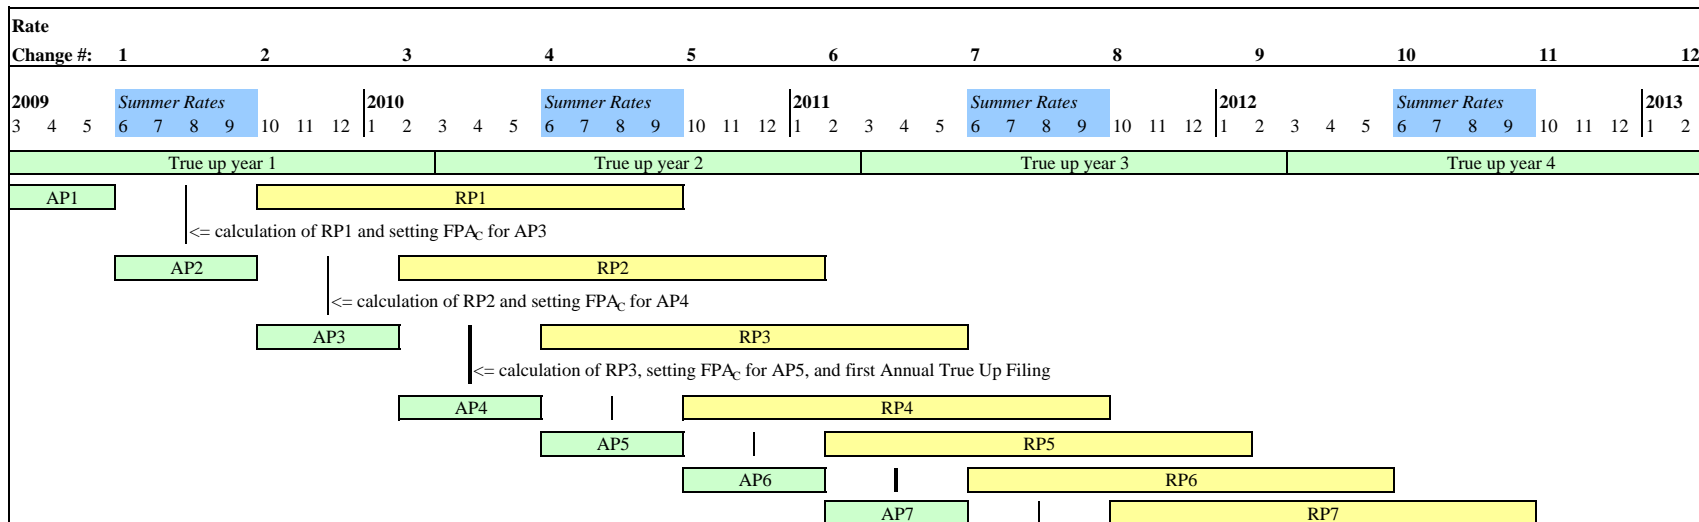 Rate
Change #: 1 2 3 4 5 6 7 8 9 10 11 12
2009 Summer Rates 2010 Summer Rates 2011 Summer Rates 2012 Summer Rates 2013
3 4 5 6 7 8 9 10 11 12 1 2 3 4 5 6 7 8 9 10 11 12 1 2 3 4 5 6 7 8 9 10 11 12 1 2 3 4 5 6 7 8 9 10 11 12 1 2
True up year 1 True up year 2 True up year 3 True up year 4
AP1 RP1
<= calculation of RP1 and setting FPAC for AP3
AP2 RP2
<= calculation of RP2 and setting FPAC for AP4
AP3 RP3
<= calculation of RP3, setting FPAC for AP5, and first Annual True Up Filing
AP4 RP4
AP5 RP5
AP6 RP6
AP7 RP7